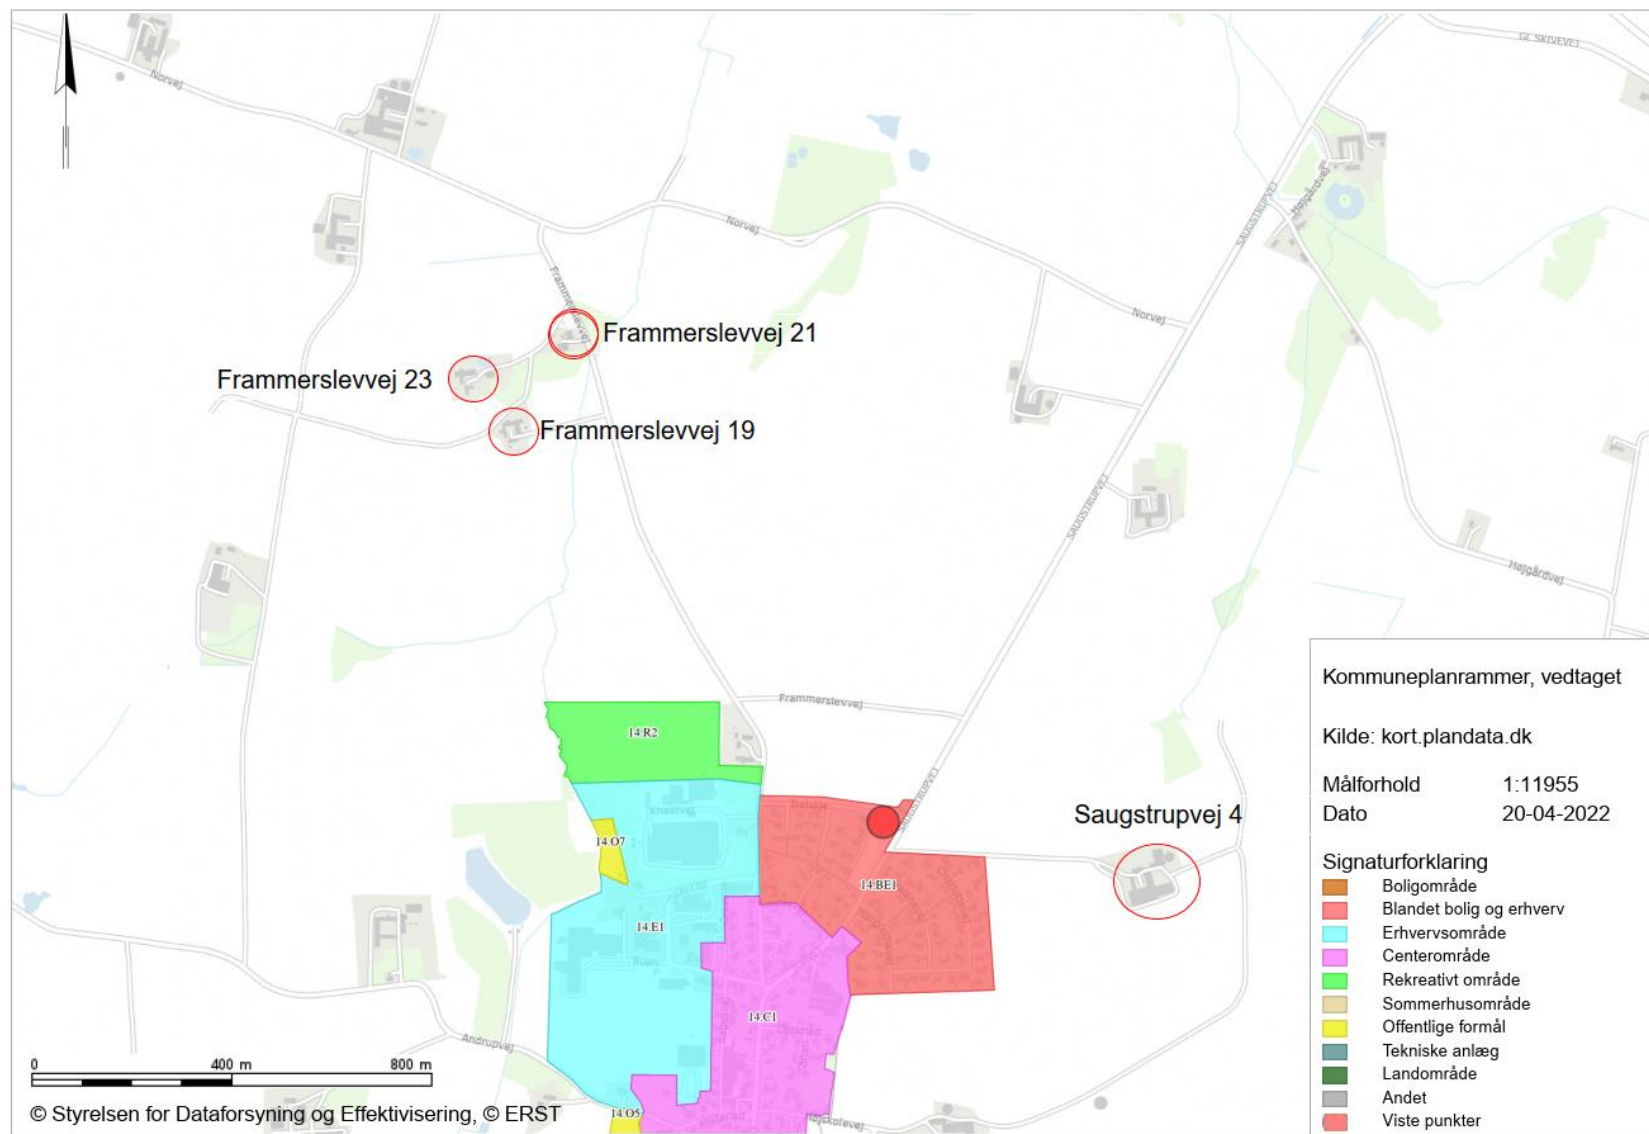 GL SKIVEVEJ
Norvej
Højgårdvej
SAUGSTRUPVEJ
Norvej
Frammerslevvej
Norvej
Frammerslevvej 21
Frammerslevvej 23
Frammerslevvej 19
SAUGSTRUPVEJ
Højgårdvej
Frammerslevvej
14.R2
SAUGSTRUPVEJ
Knastvej
14.O7
Saugstrupvej 4
14.BE1
14.E1
Buen
14.C1
Andrupvej
14.O5
0 400 m 800 m
© Styrelsen for Dataforsyning og Effektivisering, © ERST
Kommuneplanrammer, vedtaget
Kilde: kort.plandata.dk
Målforhold 1:11955
Dato 20-04-2022
Signaturforklaring
Boligområde
Blandet bolig og erhverv
Erhvervsområde
Centerområde
Rekreativt område
Sommerhusområde
Offentlige formål
Tekniske anlæg
Landområde
Andet
Viste punkter